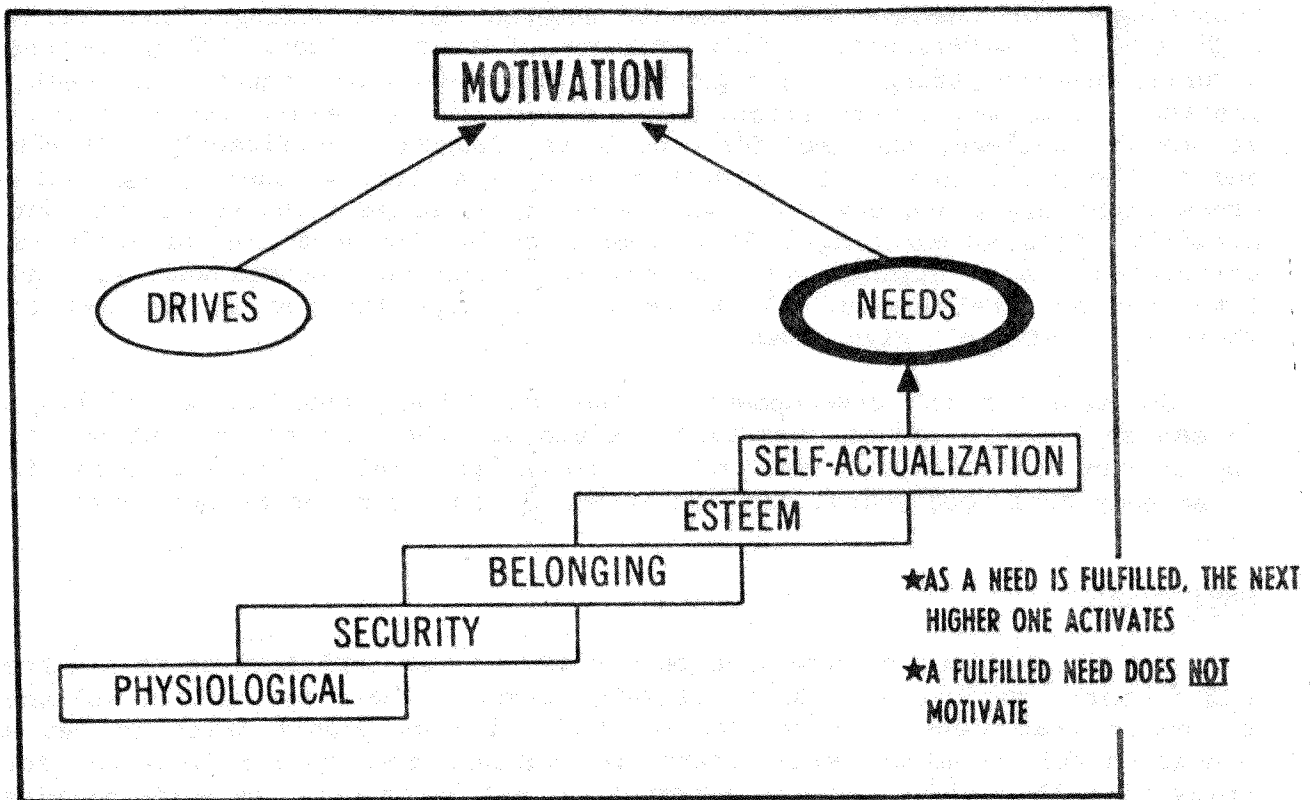 MOTIVATION
DRIVES
NEEDS
SELF-ACTUALIZATION
ESTEEM
BELONGING
SECURITY
PHYSIOLOGICAL
★AS A NEED IS FULFILLED, THE NEXT
HIGHER ONE ACTIVATES
★A FULFILLED NEED DOES NOT
MOTIVATE